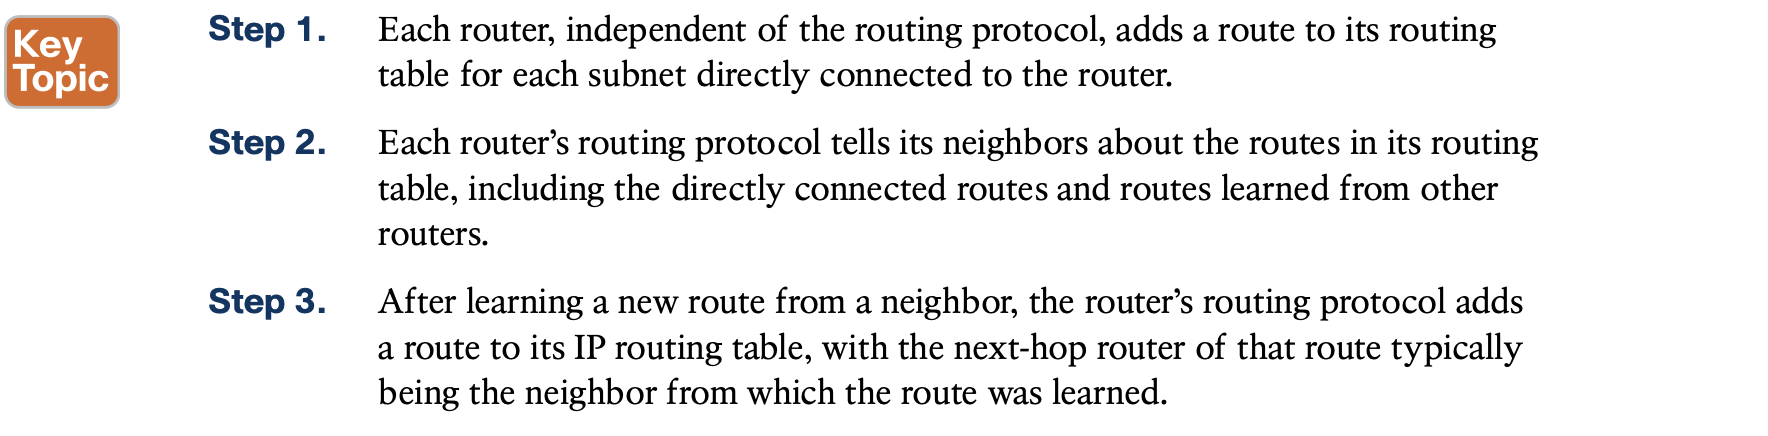 Key
Topic
Step 1. Each router, independent of the routing protocol, adds a route to its routing
table for each subnet directly connected to the router.
Step 2. Each router’s routing protocol tells its neighbors about the routes in its routing
table, including the directly connected routes and routes learned from other
routers.
Step 3. After learning a new route from a neighbor, the router’s routing protocol adds
a route to its IP routing table, with the next-hop router of that route typically
being the neighbor from which the route was learned.